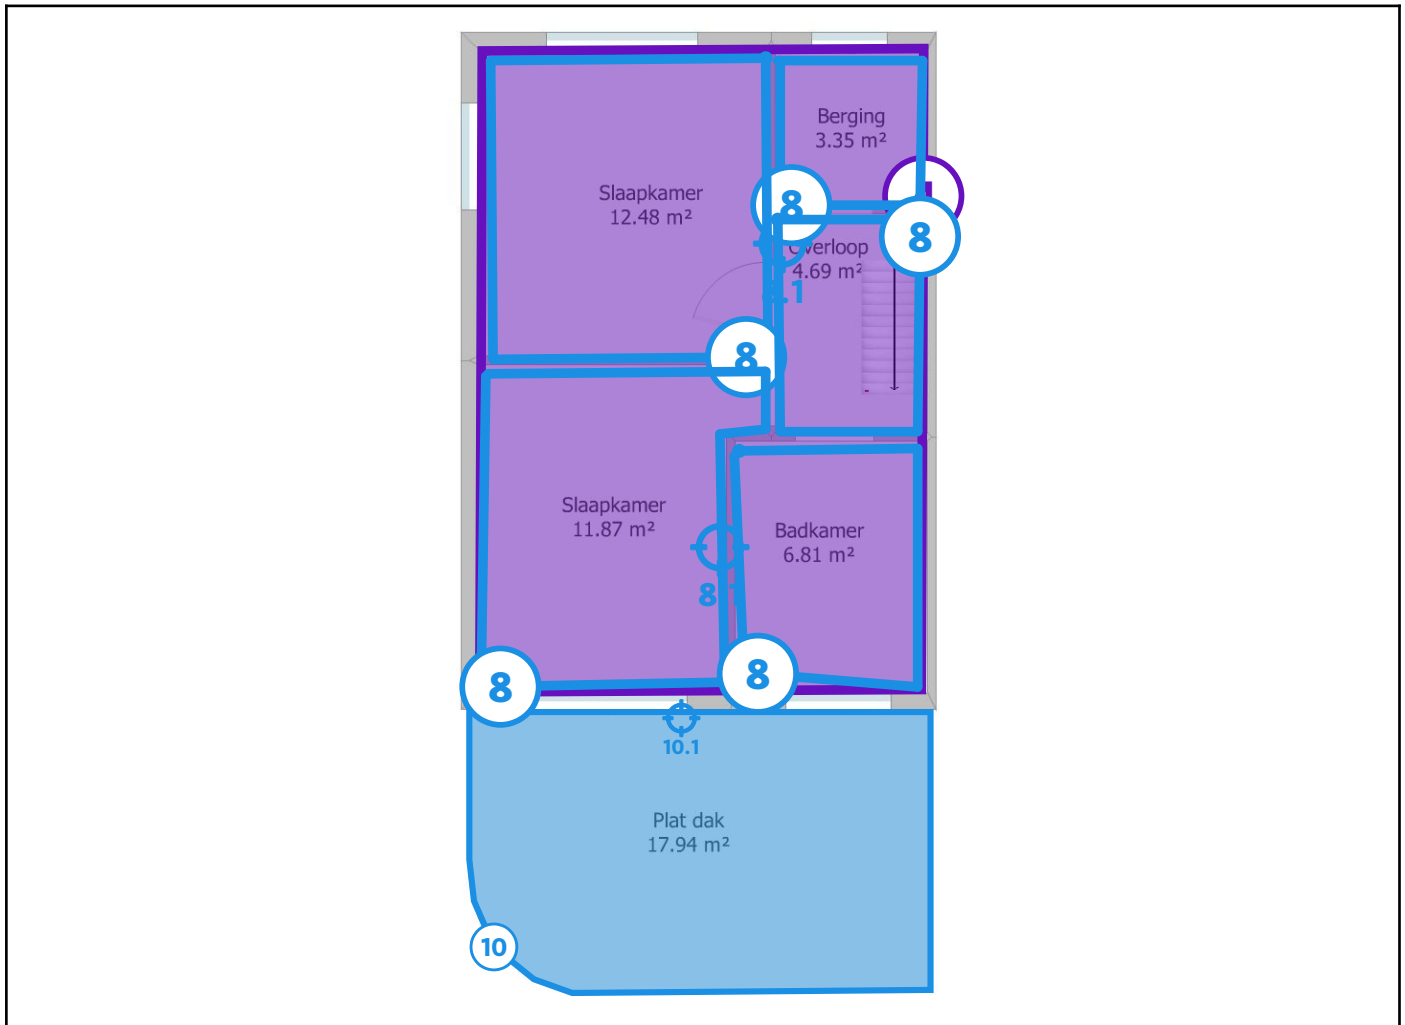 Berging
3.35 m²
Slaapkamer
12.48 m²
8
8
Overloop
4.69 m²
8
Slaapkamer
11.87 m²
Badkamer
6.81 m²
8
8
10.1
Plat dak
17.94 m²
10